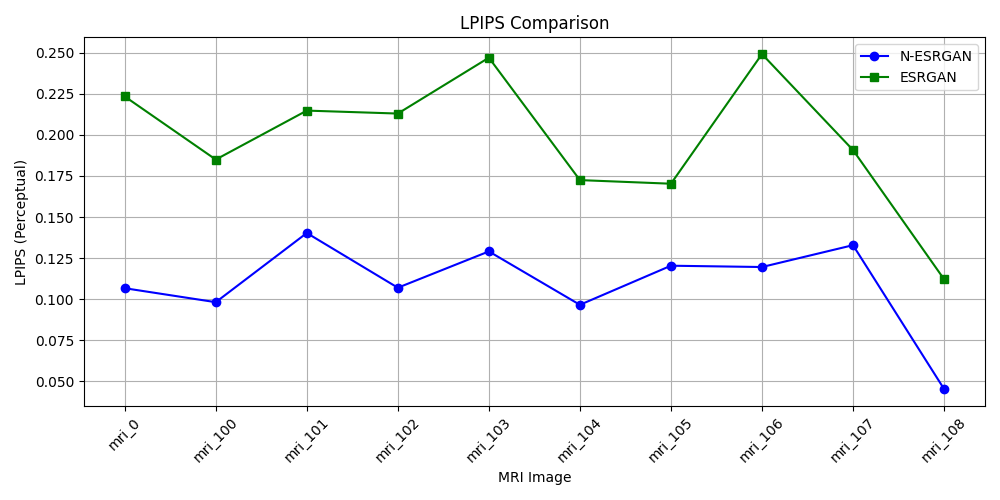 LPIPS Comparison
N-ESRGAN
ESRGAN
LPIPS (Perceptual)
0.250
0.225
0.200
0.175
0.150
0.125
0.100
0.075
0.050
mri_0
mri_100
mri_101
mri_102
mri_103
mri_104
mri_105
mri_106
mri_107
mri_108
MRI Image